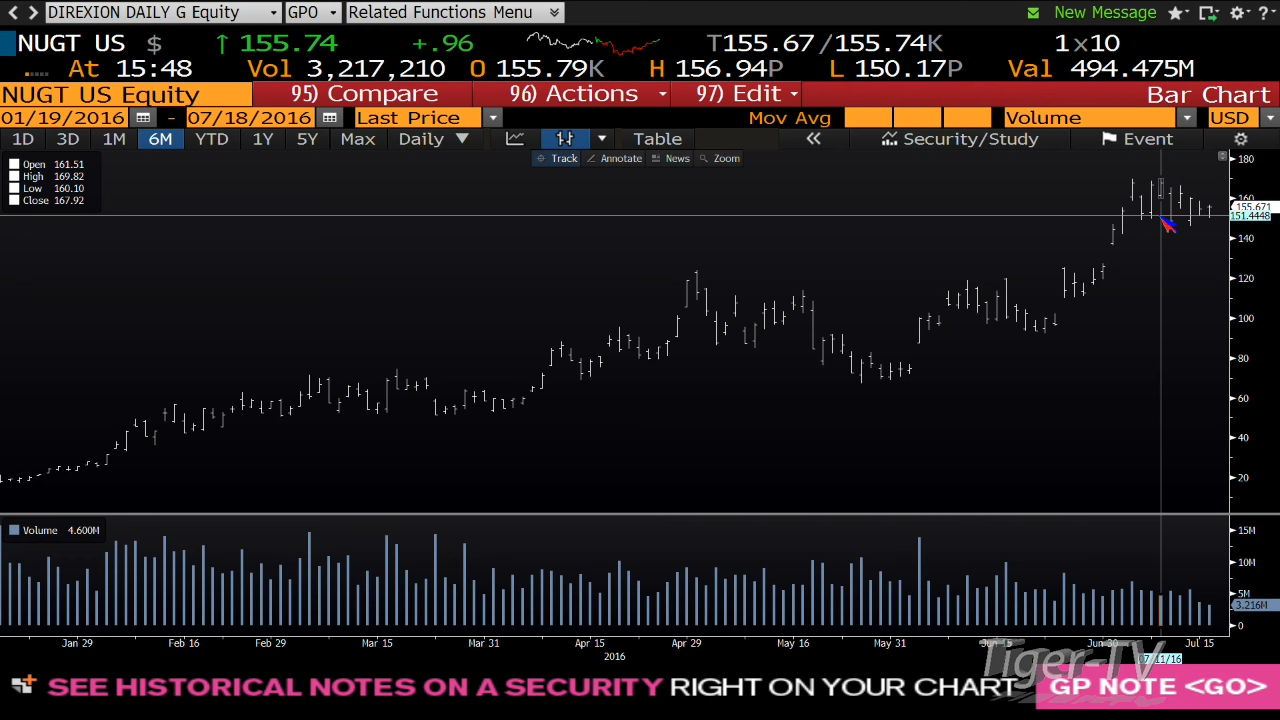 DIREXION DAILY G Equity GPO Related Functions Menu New Message
NUGT US $ ↑ 155.74 +.96 T155.67/155.74K 1×10
At 15:48 Vol 3,217,210 O 155.79K H 156.94P L 150.17P Val 494.475M
NUGT US Equity 95) Compare 96) Actions 97) Edit Bar Chart
01/19/2016 - 07/18/2016 Last Price Mov Avg Volume USD
1D 3D 1M 6M YTD 1Y 5Y Max Daily ▼ Table « Security/Study Event
Track Annotate News Zoom
Open 161.51
High 169.82
Low 160.10
Close 167.92
180
160
155.671
151.4448
140
120
100
80
60
40
20
Volume 4.600M
15M
10M
5M
3.216M
0
Jan 29 Feb 16 Feb 29 Mar 15 Mar 31 Apr 15 Apr 29 May 16 May 31 Jun 15 Jun 30 Jul 15
2016
07/11/16
Tiger-TV
SEE HISTORICAL NOTES ON A SECURITY RIGHT ON YOUR CHART GP NOTE <GO>